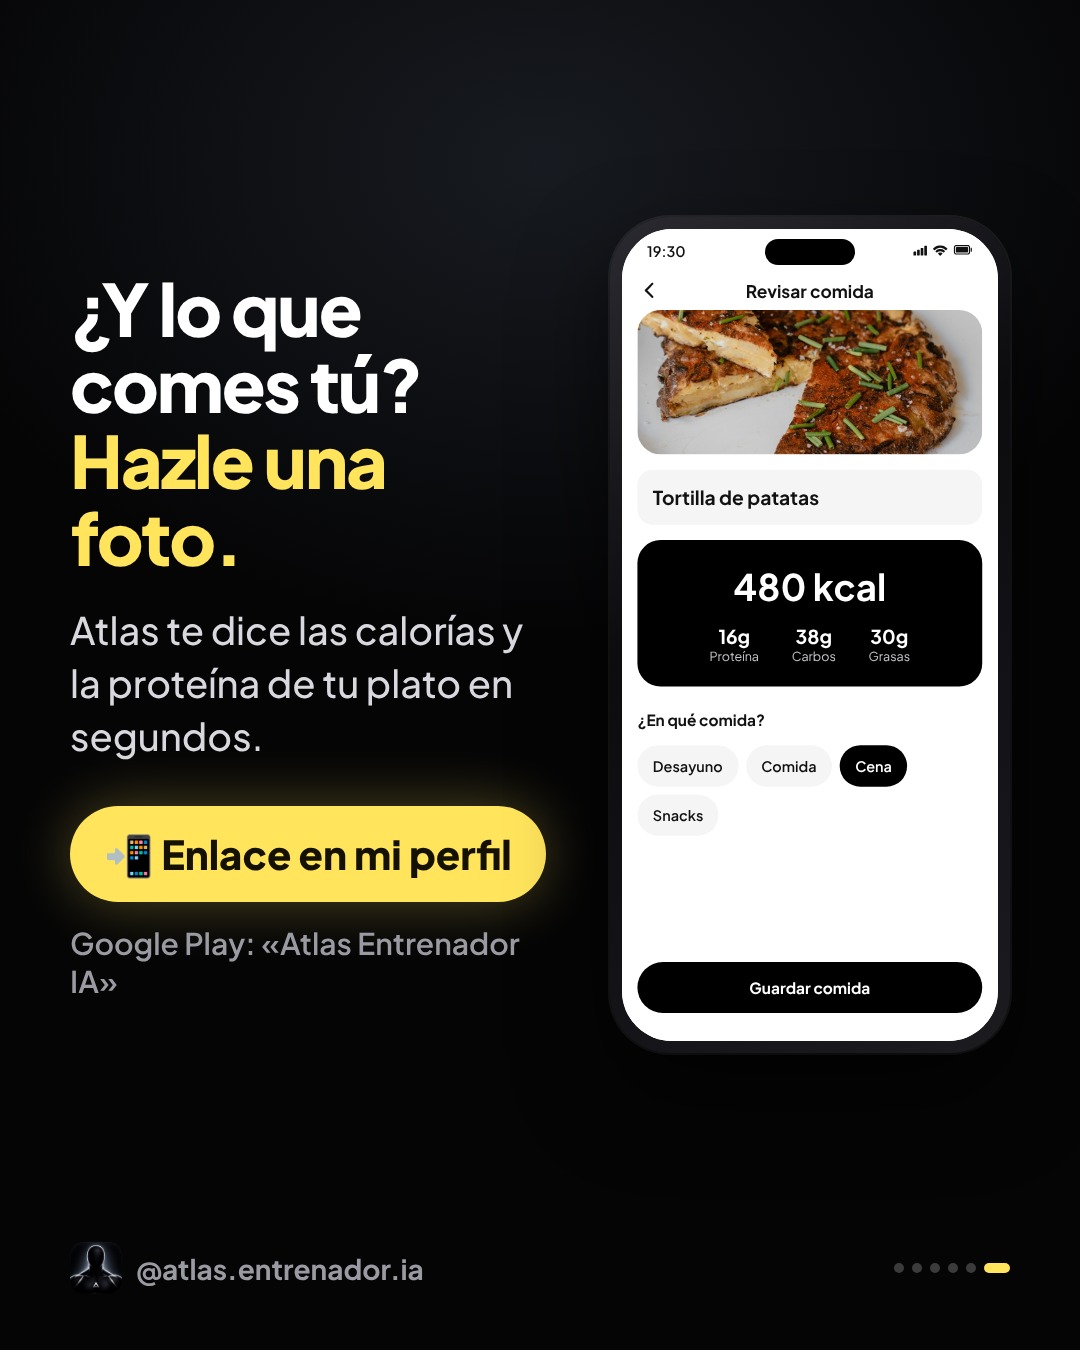 ¿Y lo que
comes tú?
Hazle una
foto.
Atlas te dice las calorías y
la proteína de tu plato en
segundos.
📲 Enlace en mi perfil
Google Play: «Atlas Entrenador
IA»
19:30
Revisar comida
Tortilla de patatas
480 kcal
16g 38g 30g
Proteína Carbos Grasas
¿En qué comida?
Desayuno Comida Cena
Snacks
Guardar comida
@atlas.entrenador.ia